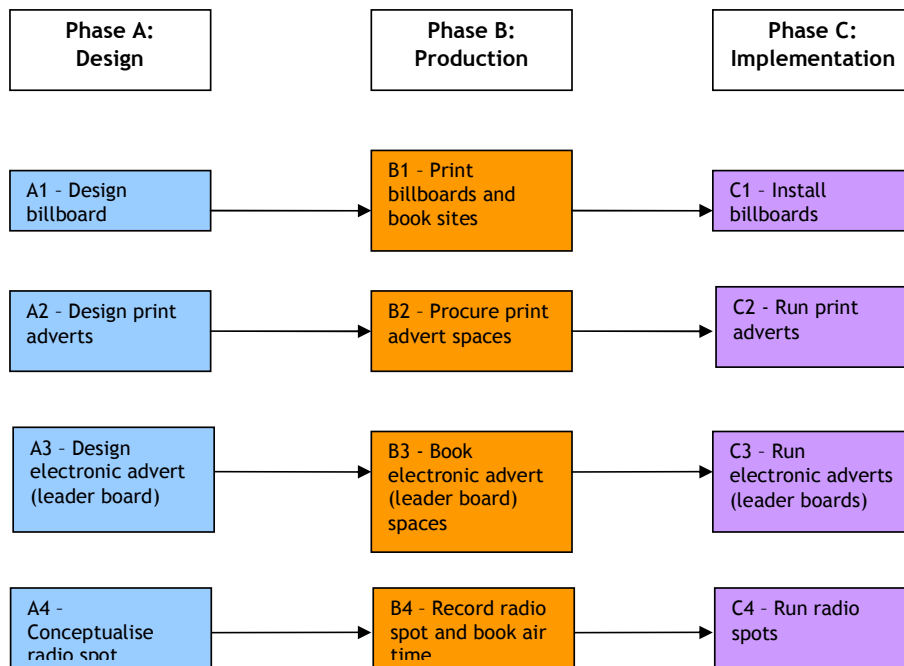 Phase A:
Design
Phase B:
Production
Phase C:
Implementation
A1 – Design
billboard
B1 – Print
billboards and
book sites
C1 – Install
billboards
A2 – Design print
adverts
B2 – Procure print
advert spaces
C2 - Run print
adverts
A3 – Design
electronic advert
(leader board)
B3 - Book
electronic advert
(leader board)
spaces
C3 – Run
electronic adverts
(leader boards)
A4 –
Conceptualise
radio spot
B4 – Record radio
spot and book air
time
C4 – Run radio
spots